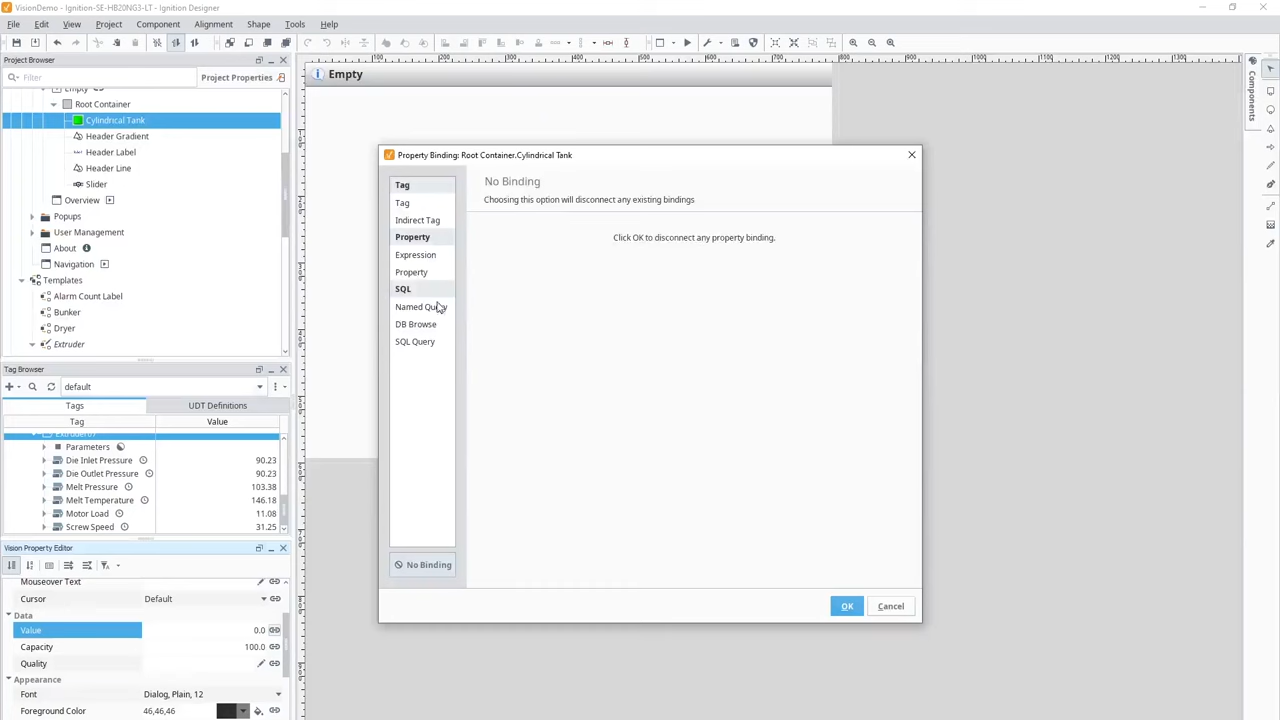 VisionDemo - Ignition-SE-HB20NG3-LT - Ignition Designer
File Edit View Project Component Alignment Shape Tools Help
Project Browser
Filter
Project Properties
Root Container
Cylindrical Tank
Header Gradient
Header Label
Header Line
Slider
Overview
Popups
User Management
About
Navigation
Templates
Alarm Count Label
Bunker
Dryer
Extruder
Tag Browser
default
Tags UDT Definitions
Tag Value
Parameters
Die Inlet Pressure 90.23
Die Outlet Pressure 90.23
Melt Pressure 103.38
Melt Temperature 146.18
Motor Load 11.08
Screw Speed 31.25
Vision Property Editor
Mouseover Text
Cursor Default
Data
Value 0.0
Capacity 100.0
Quality
Appearance
Font Dialog, Plain, 12
Foreground Color 46,46,46
Empty
Components
Property Binding: Root Container.Cylindrical Tank
Tag
Tag
Indirect Tag
Property
Expression
Property
SQL
Named Query
DB Browse
SQL Query
No Binding
No Binding
Choosing this option will disconnect any existing bindings
Click OK to disconnect any property binding.
OK Cancel